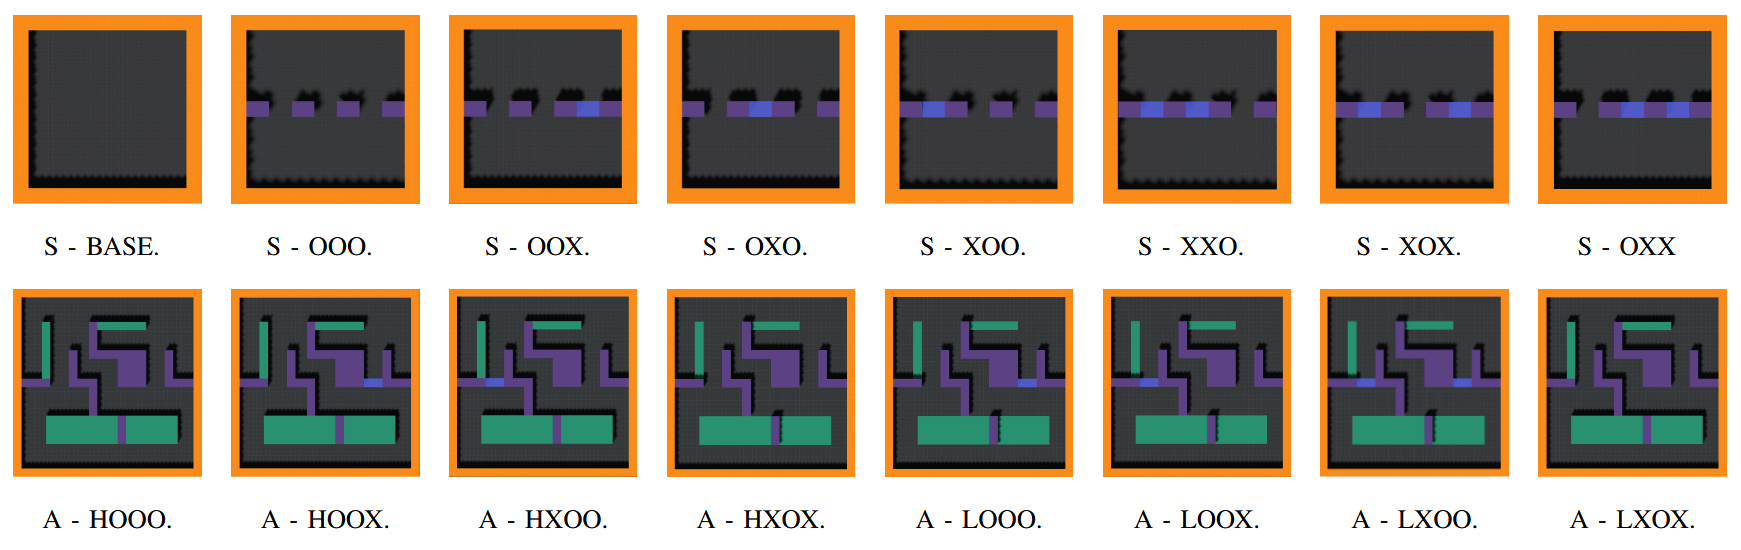 S - BASE. S - OOO. S - OOX. S - OXO. S - XOO. S - XXO. S - XOX. S - OXX
A - HOOO. A - HOOX. A - HXOO. A - HXOX. A - LOOO. A - LOOX. A - LXOO. A - LXOX.